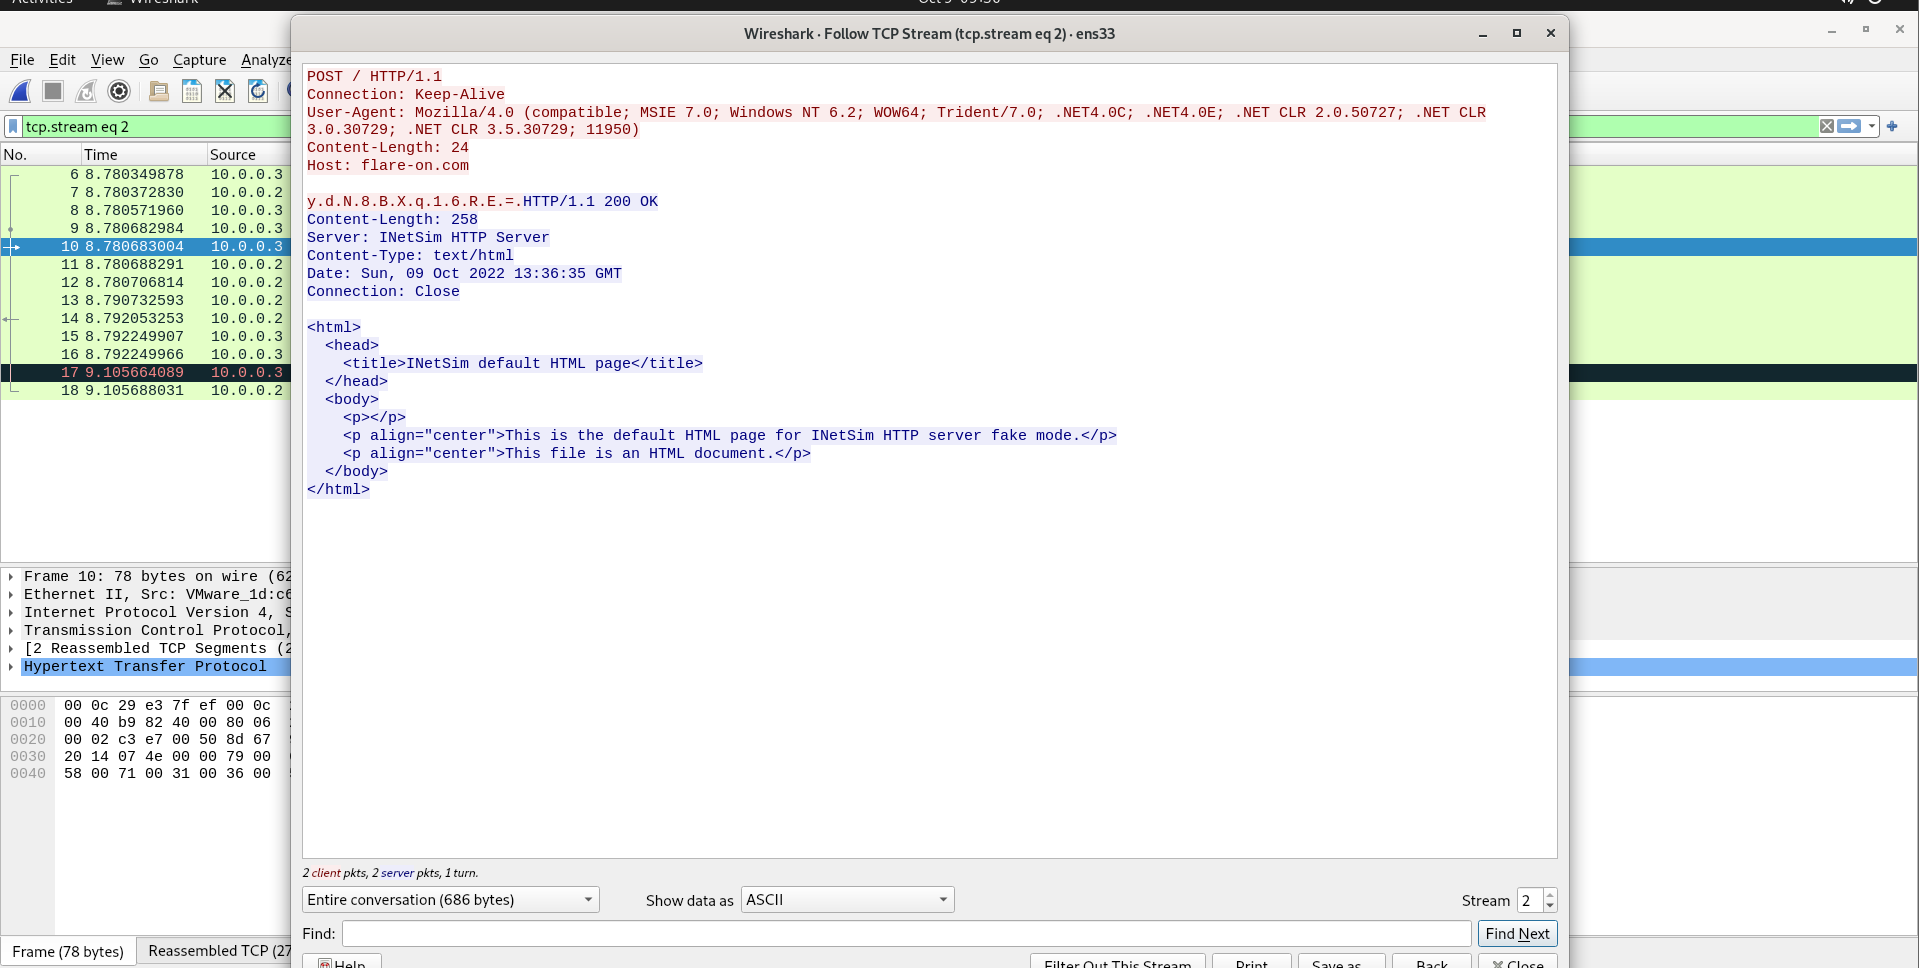 Wireshark · Follow TCP Stream (tcp.stream eq 2) · ens33
File Edit View Go Capture Analyze
tcp.stream eq 2
No. Time Source
6 8.780349878 10.0.0.3
7 8.780372830 10.0.0.2
8 8.780571960 10.0.0.3
9 8.780682984 10.0.0.3
10 8.780683004 10.0.0.3
11 8.780688291 10.0.0.2
12 8.780706814 10.0.0.2
13 8.790732593 10.0.0.2
14 8.792053253 10.0.0.2
15 8.792249907 10.0.0.3
16 8.792249966 10.0.0.3
17 9.105664089 10.0.0.3
18 9.105688031 10.0.0.2
POST / HTTP/1.1
Connection: Keep-Alive
User-Agent: Mozilla/4.0 (compatible; MSIE 7.0; Windows NT 6.2; WOW64; Trident/7.0; .NET4.0C; .NET4.0E; .NET CLR 2.0.50727; .NET CLR
3.0.30729; .NET CLR 3.5.30729; 11950)
Content-Length: 24
Host: flare-on.com
y.d.N.8.B.X.q.1.6.R.E.=.HTTP/1.1 200 OK
Content-Length: 258
Server: INetSim HTTP Server
Content-Type: text/html
Date: Sun, 09 Oct 2022 13:36:35 GMT
Connection: Close
<html>
<head>
<title>INetSim default HTML page</title>
</head>
<body>
<p></p>
<p align="center">This is the default HTML page for INetSim HTTP server fake mode.</p>
<p align="center">This file is an HTML document.</p>
</body>
</html>
Frame 10: 78 bytes on wire (62
Ethernet II, Src: VMware_1d:c6
Internet Protocol Version 4, S
Transmission Control Protocol,
[2 Reassembled TCP Segments (2
Hypertext Transfer Protocol
0000 00 0c 29 e3 7f ef 00 0c
0010 00 40 b9 82 40 00 80 06
0020 00 02 c3 e7 00 50 8d 67
0030 20 14 07 4e 00 00 79 00
0040 58 00 71 00 31 00 36 00
2 client pkts, 2 server pkts, 1 turn.
Entire conversation (686 bytes) Show data as ASCII Stream 2
Find: Find Next
Help Filter Out This Stream Print Save as... Back Close
Frame (78 bytes) Reassembled TCP (27